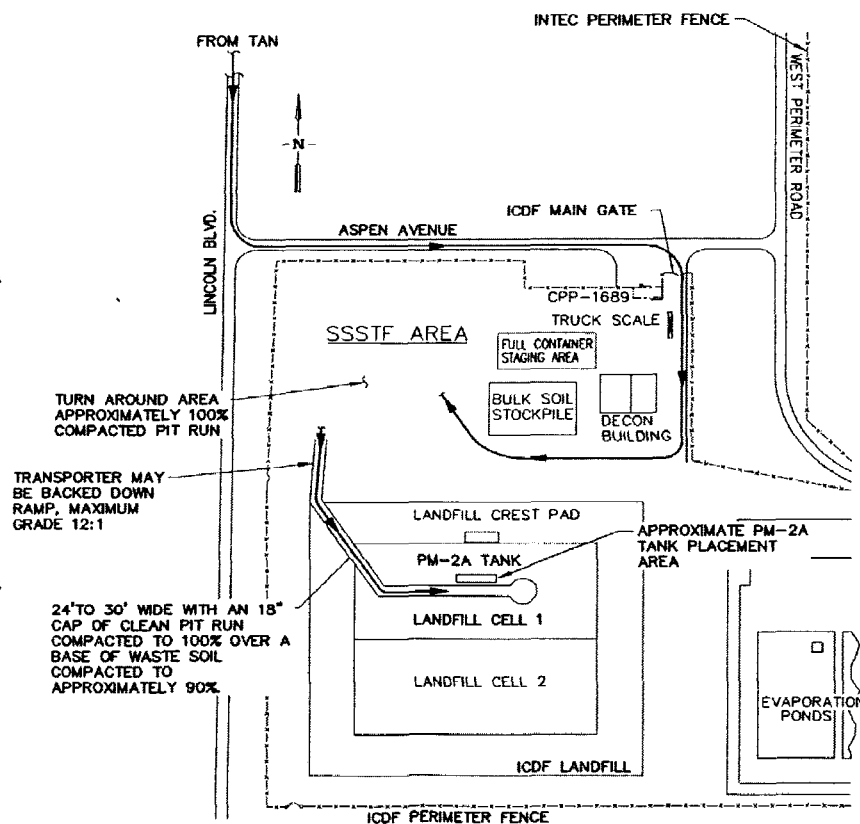 INTEC PERIMETER FENCE
FROM TAN
WEST PERIMETER ROAD
-N-
LINCOLN BLVD.
ICDF MAIN GATE
ASPEN AVENUE
CPP-1689
TRUCK SCALE
SSSTF AREA
FULL CONTAINER
STAGING AREA
BULK SOIL
STOCKPILE
DECON
BUILDING
TURN AROUND AREA
APPROXIMATELY 100%
COMPACTED PIT RUN
TRANSPORTER MAY
BE BACKED DOWN
RAMP, MAXIMUM
GRADE 12:1
LANDFILL CREST PAD
APPROXIMATE PM-2A
TANK PLACEMENT
AREA
PM-2A TANK
24'TO 30' WIDE WITH AN 18"
CAP OF CLEAN PIT RUN
COMPACTED TO 100% OVER A
BASE OF WASTE SOIL
COMPACTED TO
APPROXIMATELY 90%.
LANDFILL CELL 1
LANDFILL CELL 2
EVAPORATION
PONDS
ICDF LANDFILL
ICDF PERIMETER FENCE